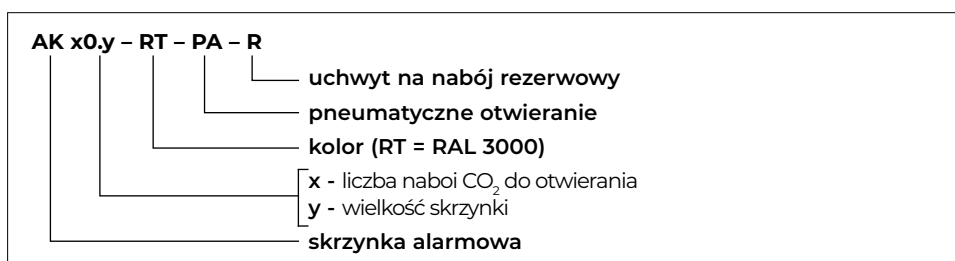 AK x0.y – RT – PA – R
uchwyt na nabój rezerwowy
pneumatyczne otwieranie
kolor (RT = RAL 3000)
x - liczba naboi CO₂ do otwierania
y - wielkość skrzynki
skrzynka alarmowa